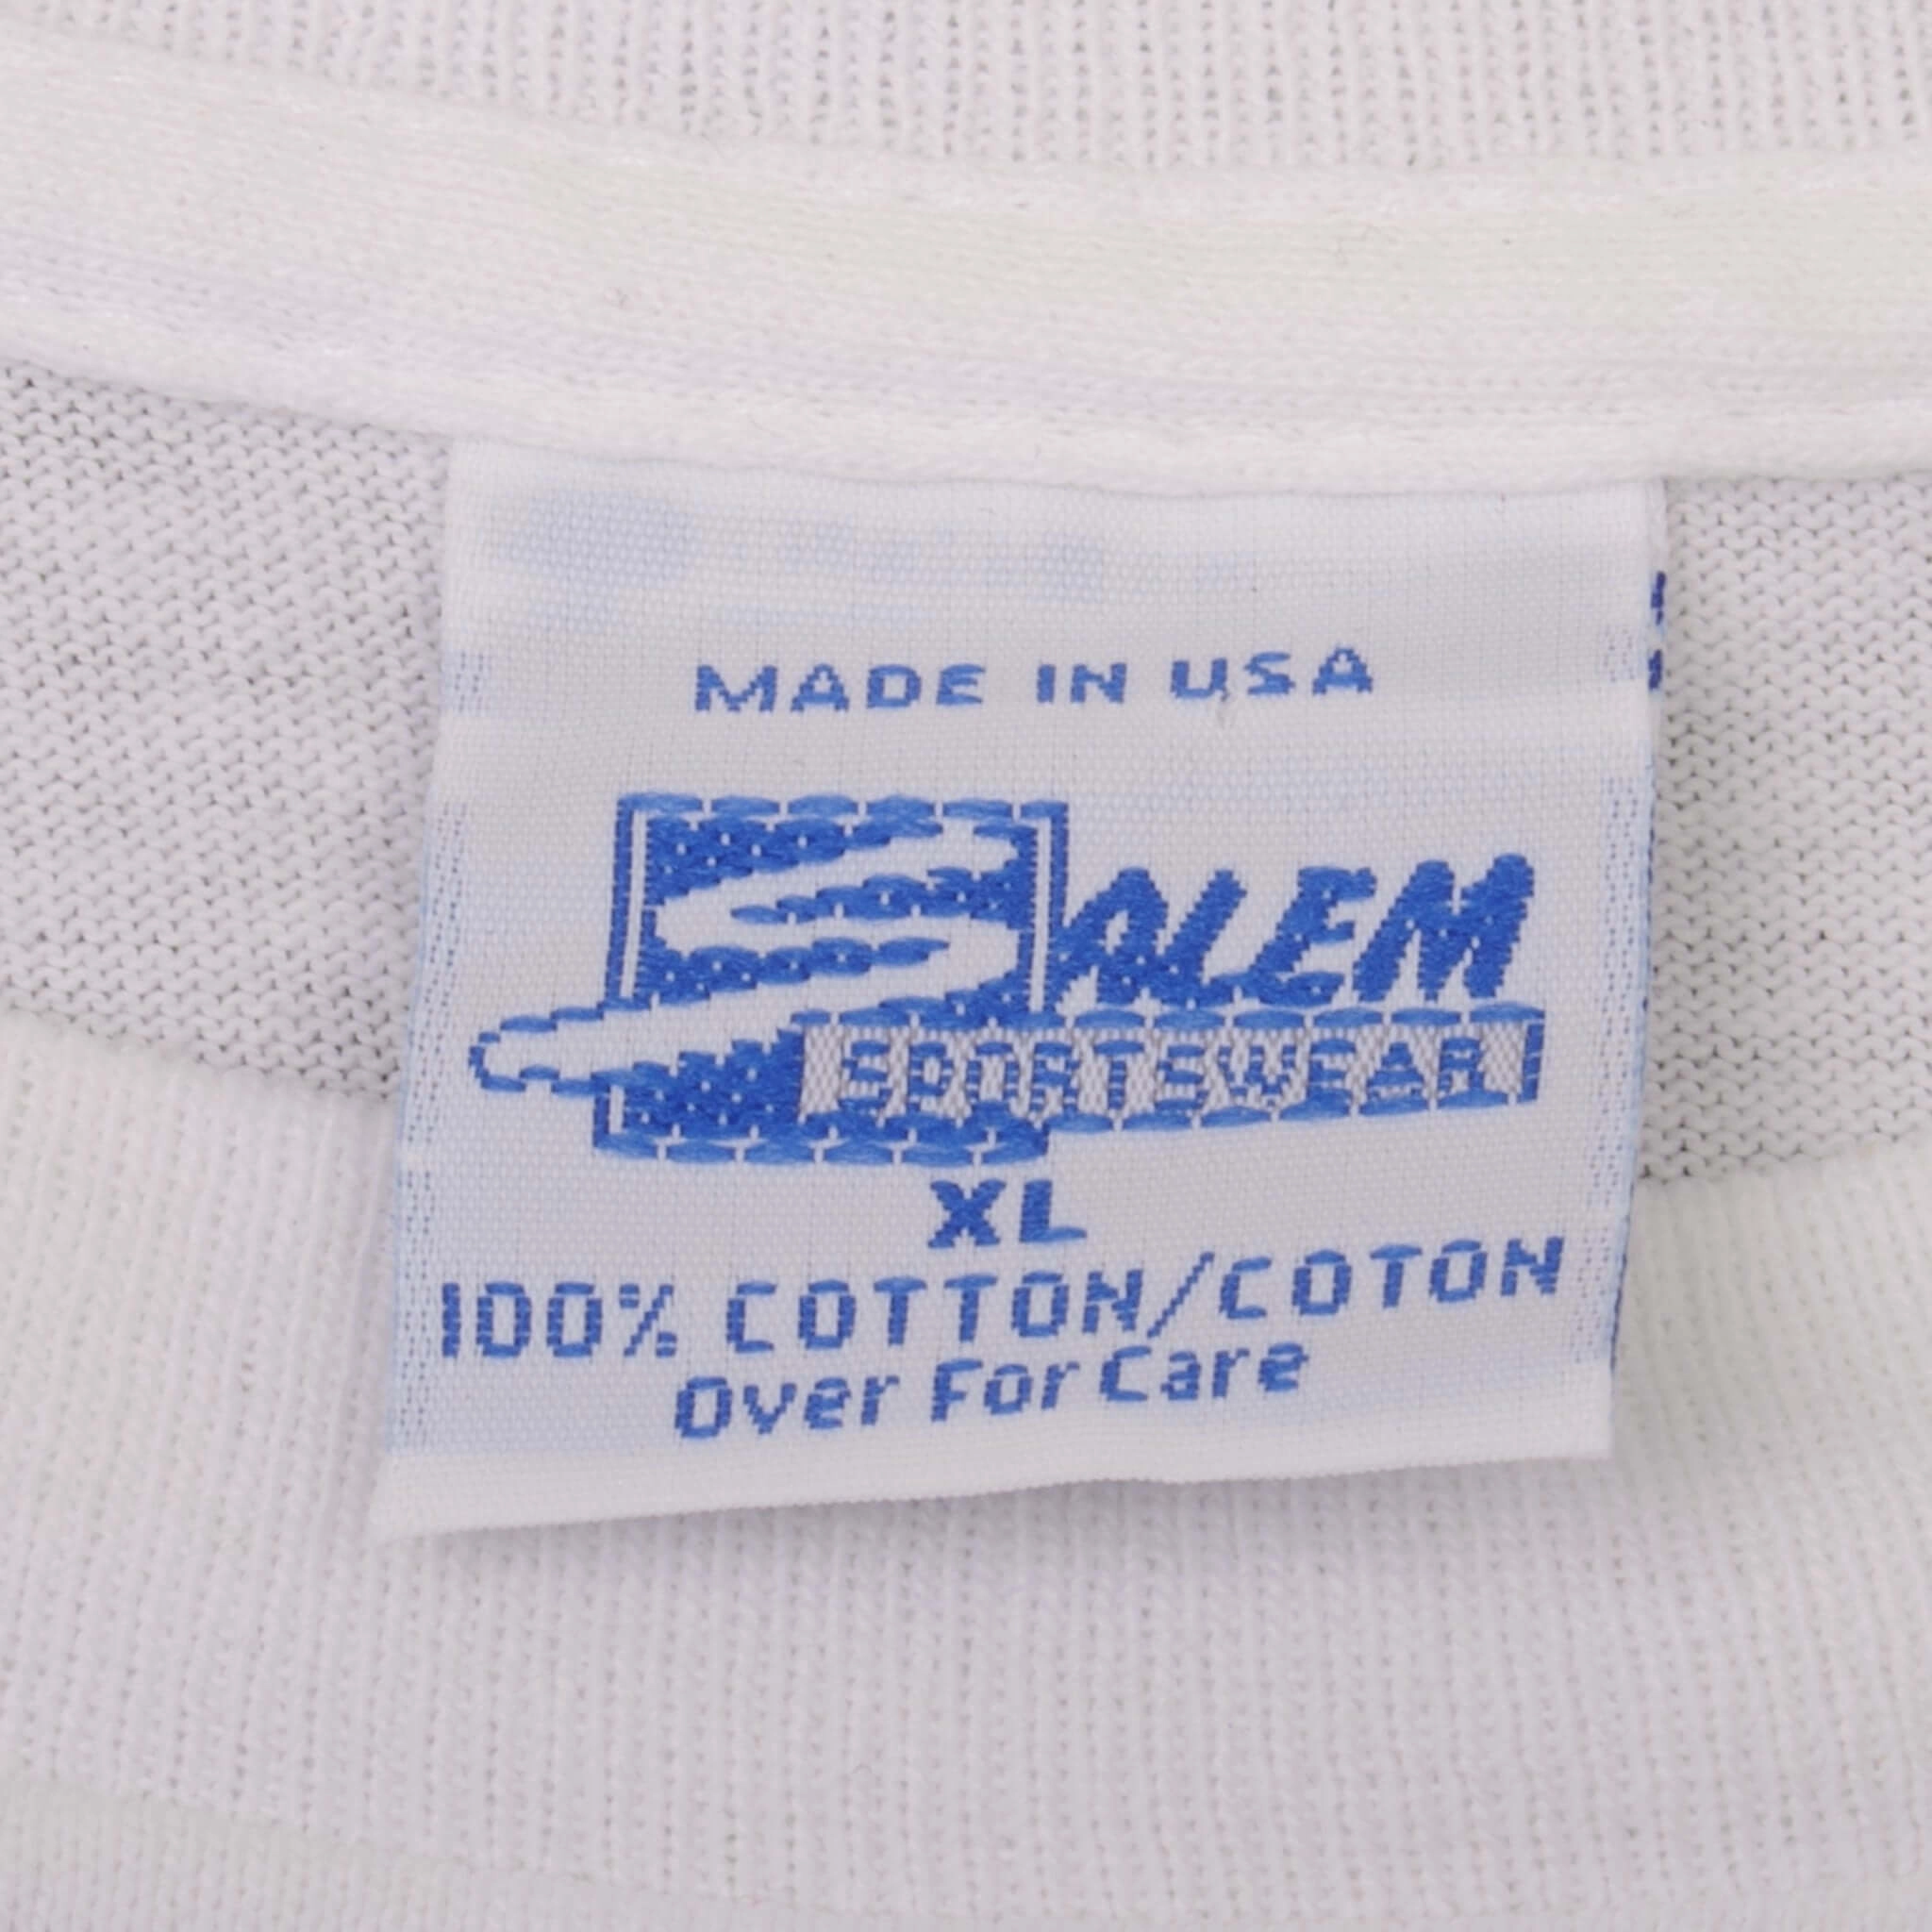 MADE IN USA
SALEM
SPORTSWEAR
XL
100% COTTON/COTON
Over For Care